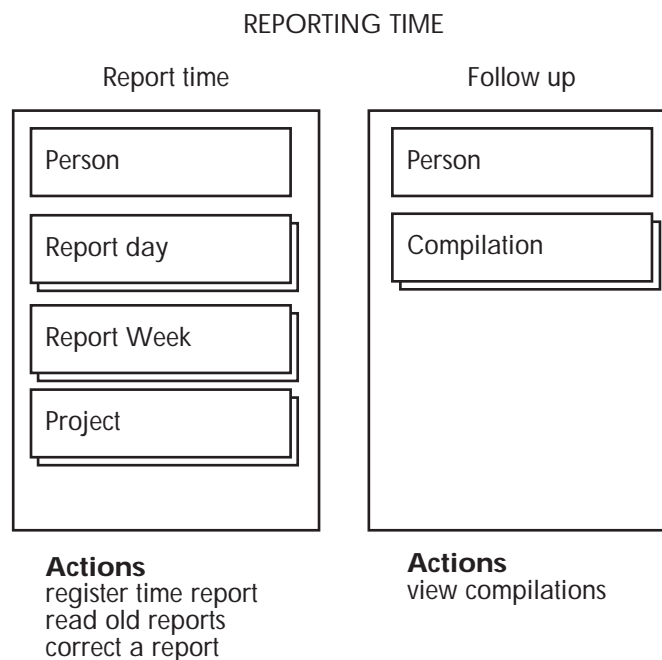 REPORTING TIME
Report time
Person
Report day
Report Week
Project
Actions
register time report
read old reports
correct a report
Follow up
Person
Compilation
Actions
view compilations